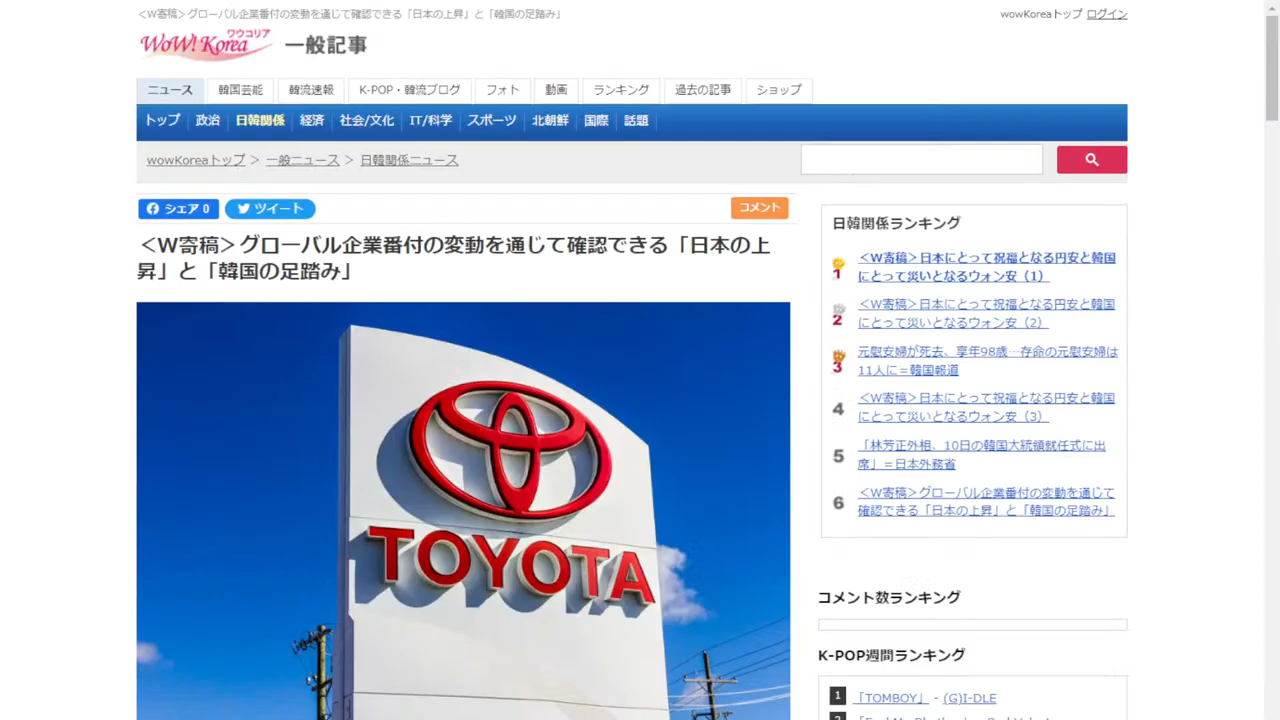 ＜W寄稿＞グローバル企業番付の変動を通じて確認できる「日本の上昇」と「韓国の足踏み」
wowKoreaトップ ログイン
ワウコリア
WoW! Korea 一般記事
ニュース 韓国芸能 韓流速報 K-POP・韓流ブログ フォト 動画 ランキング 過去の記事 ショップ
トップ 政治 日韓関係 経済 社会/文化 IT/科学 スポーツ 北朝鮮 国際 話題
wowKoreaトップ > 一般ニュース > 日韓関係ニュース
シェア 0 ツイート コメント
＜W寄稿＞グローバル企業番付の変動を通じて確認できる「日本の上
昇」と「韓国の足踏み」
TOYOTA
日韓関係ランキング
1 ＜W寄稿＞日本にとって祝福となる円安と韓国
にとって災いとなるウォン安（1）
2 ＜W寄稿＞日本にとって祝福となる円安と韓国
にとって災いとなるウォン安（2）
3 元慰安婦が死去、享年98歳…存命の元慰安婦は
11人に＝韓国報道
4 ＜W寄稿＞日本にとって祝福となる円安と韓国
にとって災いとなるウォン安（3）
5 「林芳正外相、10日の韓国大統領就任式に出
席」＝日本外務省
6 ＜W寄稿＞グローバル企業番付の変動を通じて
確認できる「日本の上昇」と「韓国の足踏み」
コメント数ランキング
K-POP週間ランキング
1 「TOMBOY」 - (G)I-DLE